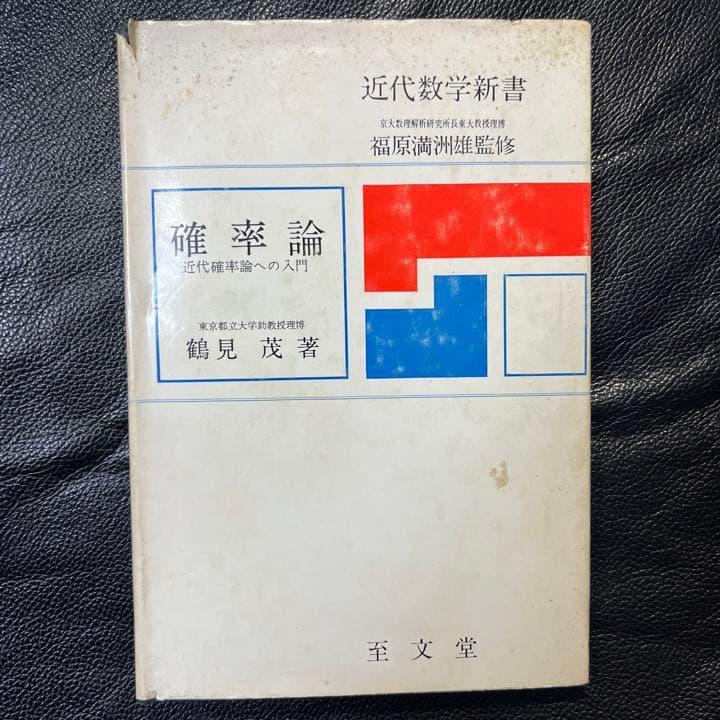 近代数学新書
京大数理解析研究所長東大教授理博
福原満洲雄監修
確率論
近代確率論への入門
東京都立大学助教授理博
鶴見 茂著
至文堂